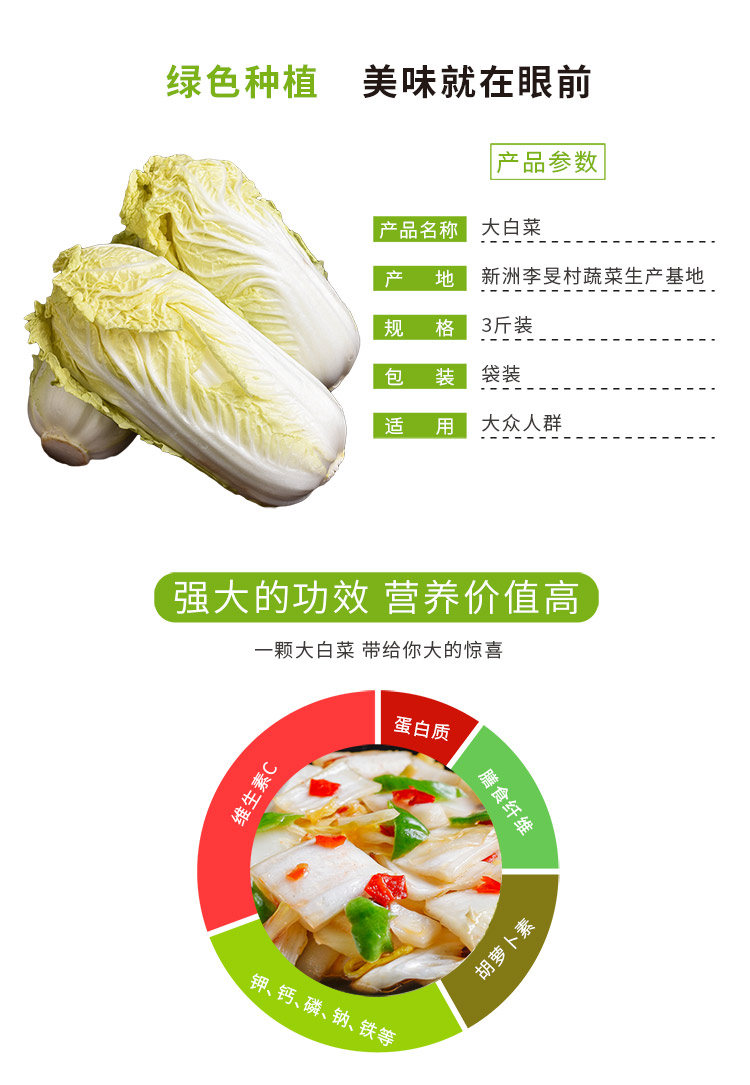 绿色种植 美味就在眼前
产品参数
产品名称 大白菜
产 地 新洲李旻村蔬菜生产基地
规 格 3斤装
包 装 袋装
适 用 大众人群
强大的功效 营养价值高
一颗大白菜 带给你大的惊喜
蛋白质
维生素C
膳食纤维
胡萝卜素
钾、钙、磷、钠、铁等